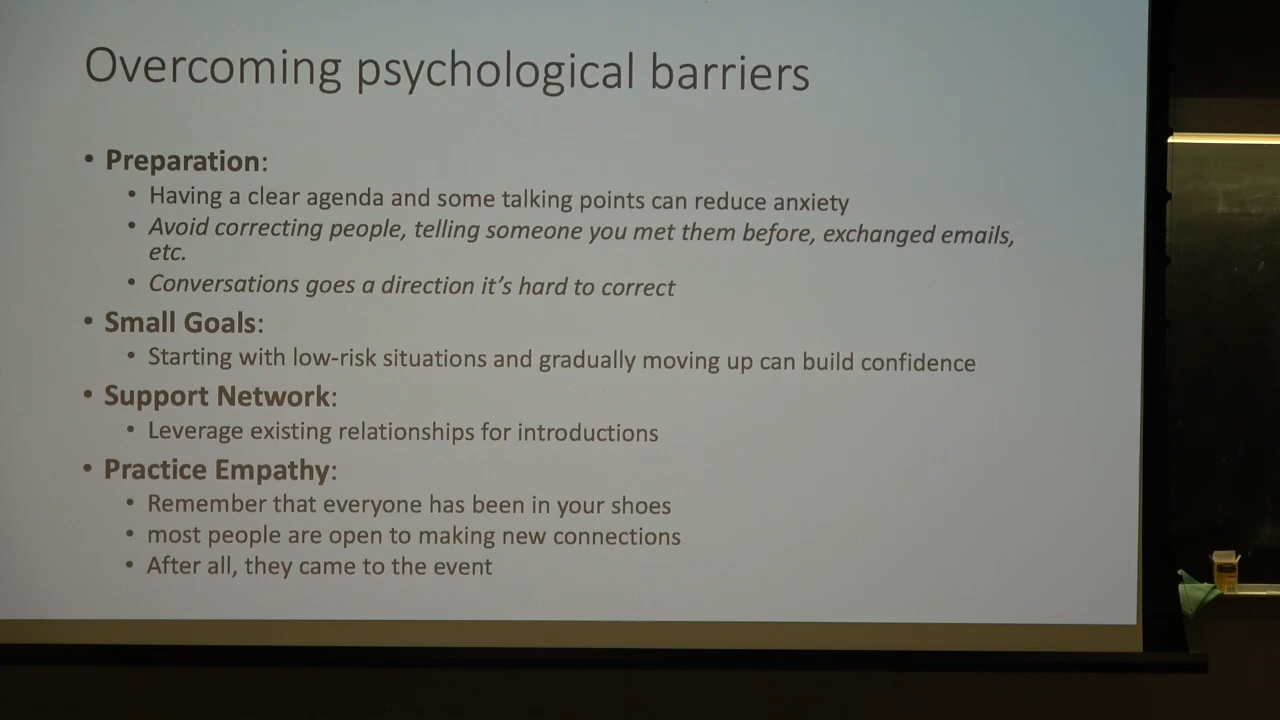 Overcoming psychological barriers
• Preparation:
• Having a clear agenda and some talking points can reduce anxiety
• Avoid correcting people, telling someone you met them before, exchanged emails,
etc.
• Conversations goes a direction it's hard to correct
• Small Goals:
• Starting with low-risk situations and gradually moving up can build confidence
• Support Network:
• Leverage existing relationships for introductions
• Practice Empathy:
• Remember that everyone has been in your shoes
• most people are open to making new connections
• After all, they came to the event